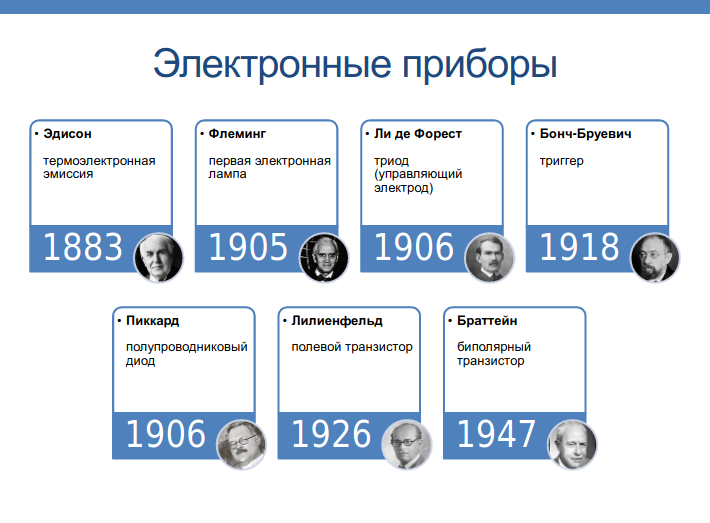 Электронные приборы
• Эдисон
термоэлектронная
эмиссия
1883
• Флеминг
первая электронная
лампа
1905
• Ли де Форест
триод
(управляющий
электрод)
1906
• Бонч-Бруевич
триггер
1918
• Пиккард
полупроводниковый
диод
1906
• Лилиенфельд
полевой транзистор
1926
• Браттейн
биполярный
транзистор
1947